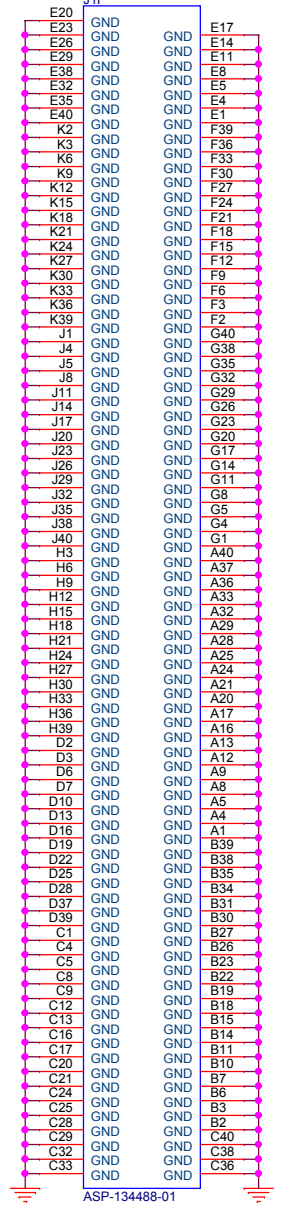 E20 GND
E23 GND GND E17
E26 GND GND E14
E29 GND GND E11
E38 GND GND E8
E32 GND GND E5
E35 GND GND E4
E40 GND GND E1
K2 GND GND F39
K3 GND GND F36
K6 GND GND F33
K9 GND GND F30
K12 GND GND F27
K15 GND GND F24
K18 GND GND F21
K21 GND GND F18
K24 GND GND F15
K27 GND GND F12
K30 GND GND F9
K33 GND GND F6
K36 GND GND F3
K39 GND GND F2
J1 GND GND G40
J4 GND GND G38
J5 GND GND G35
J8 GND GND G32
J11 GND GND G29
J14 GND GND G26
J17 GND GND G23
J20 GND GND G20
J23 GND GND G17
J26 GND GND G14
J29 GND GND G11
J32 GND GND G8
J35 GND GND G5
J38 GND GND G4
J40 GND GND G1
H3 GND GND A40
H6 GND GND A37
H9 GND GND A36
H12 GND GND A33
H15 GND GND A32
H18 GND GND A29
H21 GND GND A28
H24 GND GND A25
H27 GND GND A24
H30 GND GND A21
H33 GND GND A20
H36 GND GND A17
H39 GND GND A16
D2 GND GND A13
D3 GND GND A12
D6 GND GND A9
D7 GND GND A8
D10 GND GND A5
D13 GND GND A4
D16 GND GND A1
D19 GND GND B39
D22 GND GND B38
D25 GND GND B35
D28 GND GND B34
D37 GND GND B31
D39 GND GND B30
C1 GND GND B27
C4 GND GND B26
C5 GND GND B23
C8 GND GND B22
C9 GND GND B19
C12 GND GND B18
C13 GND GND B15
C16 GND GND B14
C17 GND GND B11
C20 GND GND B10
C21 GND GND B7
C24 GND GND B6
C25 GND GND B3
C28 GND GND B2
C29 GND GND C40
C32 GND GND C38
C33 GND GND C36
ASP-134488-01